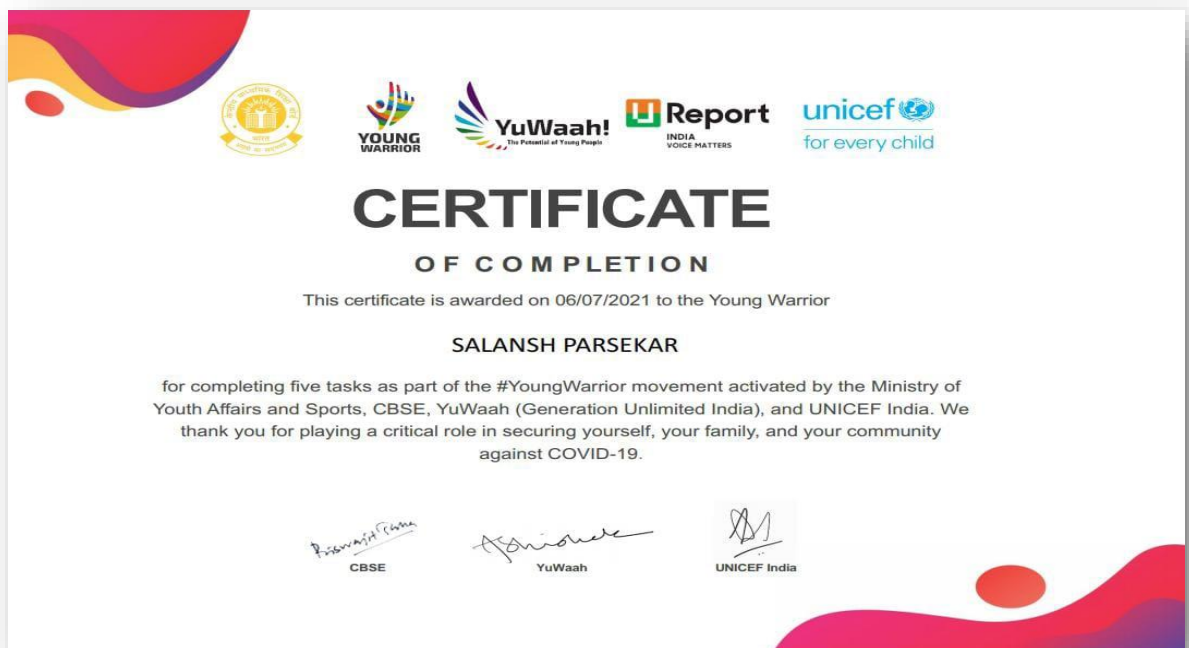 YOUNG
WARRIOR
YuWaah!
The Potential of Young People
U Report
INDIA
VOICE MATTERS
unicef
for every child
CERTIFICATE
OF COMPLETION
This certificate is awarded on 06/07/2021 to the Young Warrior
SALANSH PARSEKAR
for completing five tasks as part of the #YoungWarrior movement activated by the Ministry of
Youth Affairs and Sports, CBSE, YuWaah (Generation Unlimited India), and UNICEF India. We
thank you for playing a critical role in securing yourself, your family, and your community
against COVID-19.
CBSE
YuWaah
UNICEF India